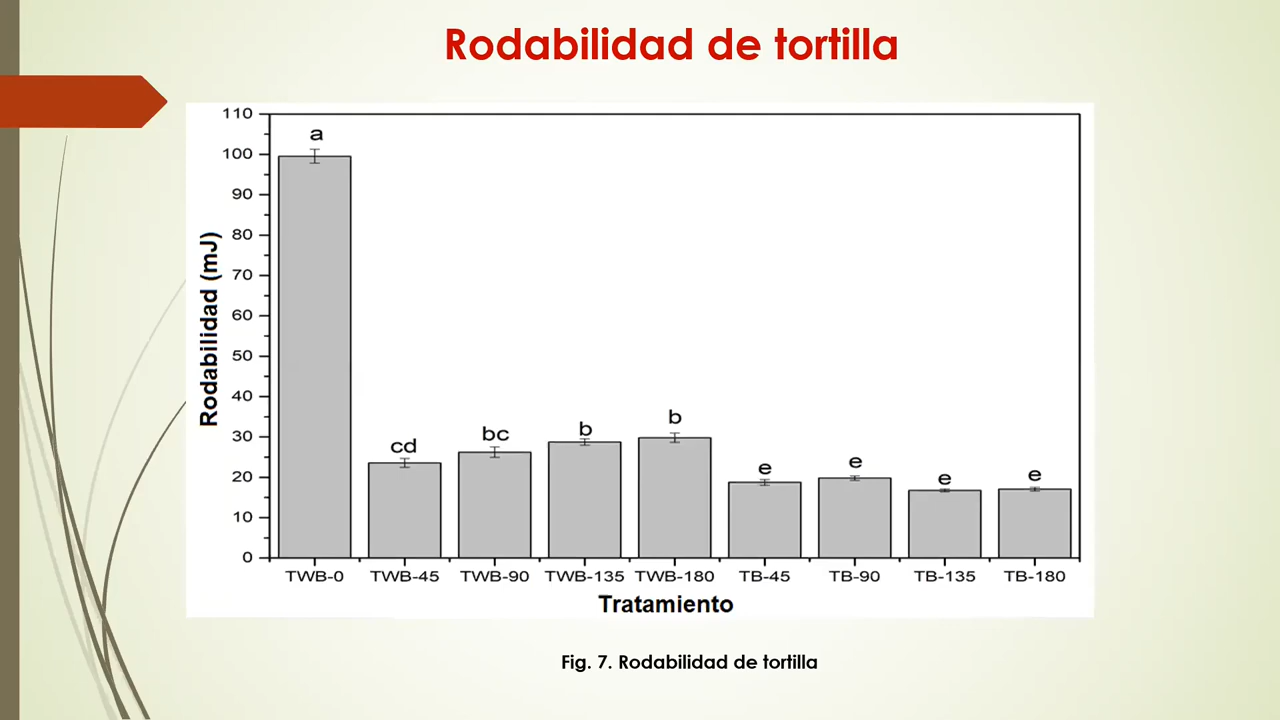 Rodabilidad de tortilla
110
100
90
80
70
60
50
40
30
20
10
0
Rodabilidad (mJ)
a
cd
bc
b
b
e
e
e
e
TWB-0 TWB-45 TWB-90 TWB-135 TWB-180 TB-45 TB-90 TB-135 TB-180
Tratamiento
Fig. 7. Rodabilidad de tortilla